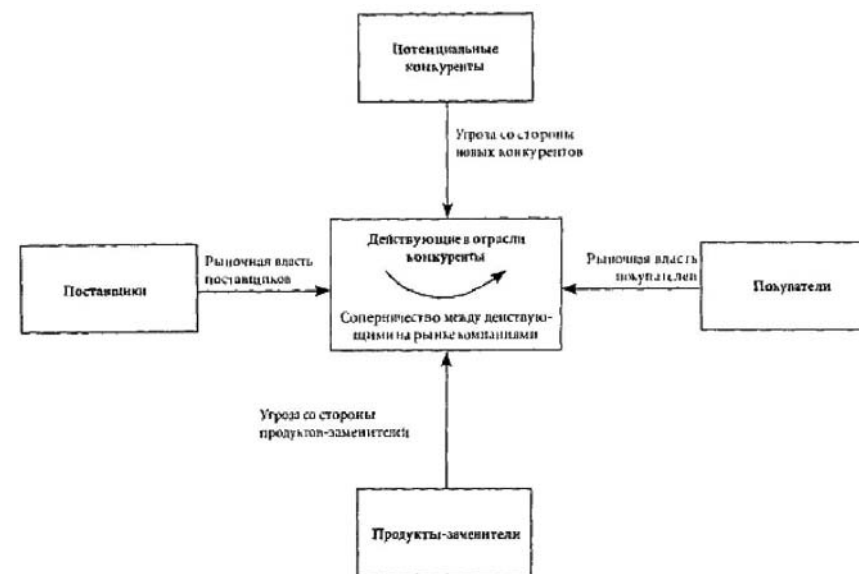 Потенциальные
конкуренты
Угроза со стороны
новых конкурентов
Действующие в отрасли
конкуренты
Рыночная власть
поставщиков
Рыночная власть
покупателей
Поставщики
Покупатели
Соперничество между действую-
щими на рынке компаниями
Угроза со стороны
продуктов-заменителей
Продукты-заменители